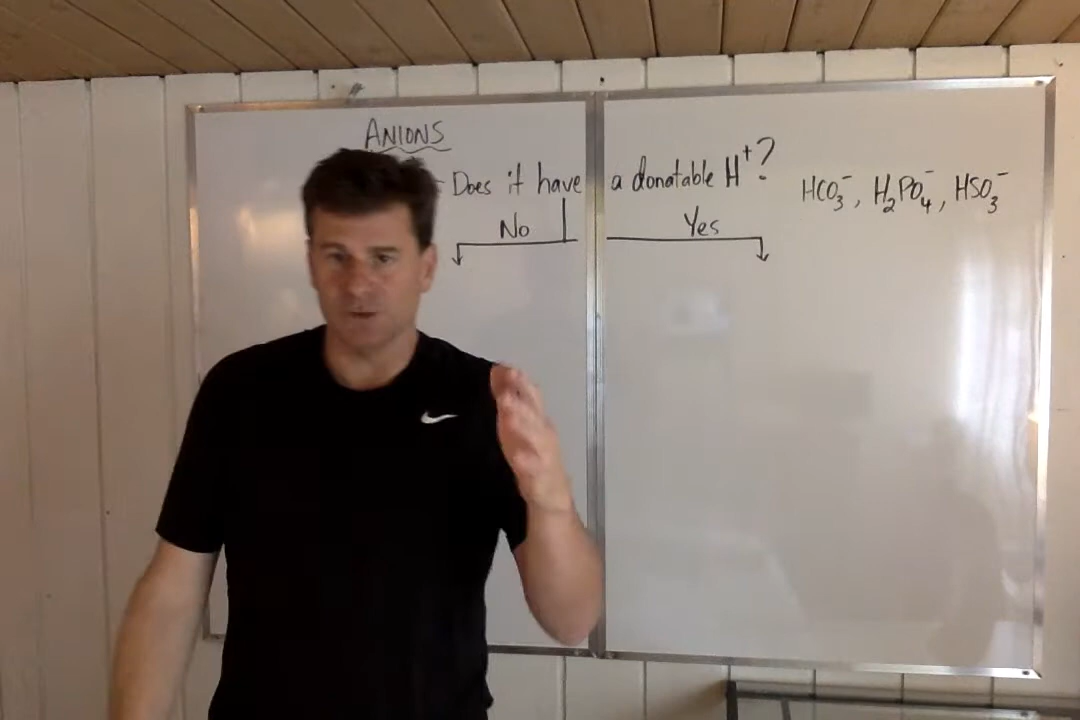 ANIONS
Does it have a donatable H⁺?
HCO₃⁻, H₂PO₄⁻, HSO₃⁻
No
Yes